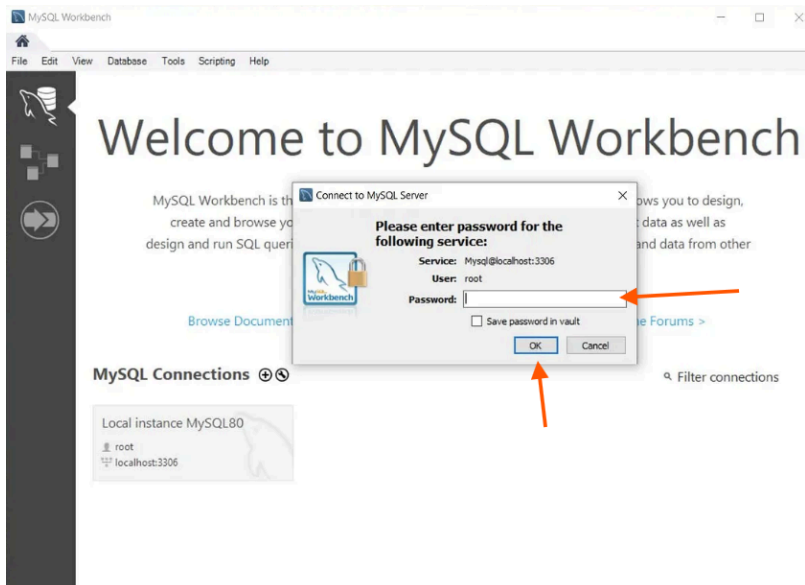 MySQL Workbench
File Edit View Database Tools Scripting Help
Welcome to MySQL Workbench
MySQL Workbench is th
create and browse yo
design and run SQL queri
ows you to design,
data as well as
and data from other
Browse Document
e Forums >
Connect to MySQL Server
Please enter password for the
following service:
Service: Mysql@localhost:3306
User: root
Password:
Save password in vault
OK Cancel
MySQL
Workbench
MySQL Connections
Filter connections
Local instance MySQL80
root
localhost:3306